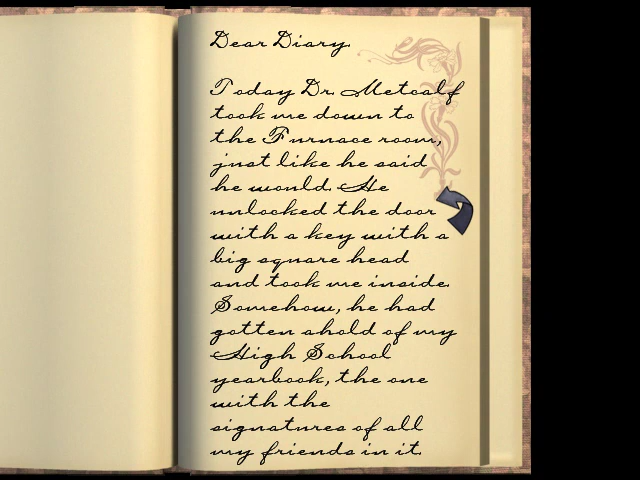 Dear Diary.
Today Dr. Metcalf
took me down to
the Furnace room,
just like he said
he would. He
unlocked the door
with a key with a
big square head
and took me inside.
Somehow, he had
gotten ahold of my
High School
yearbook, the one
with the
signatures of all
my friends in it.